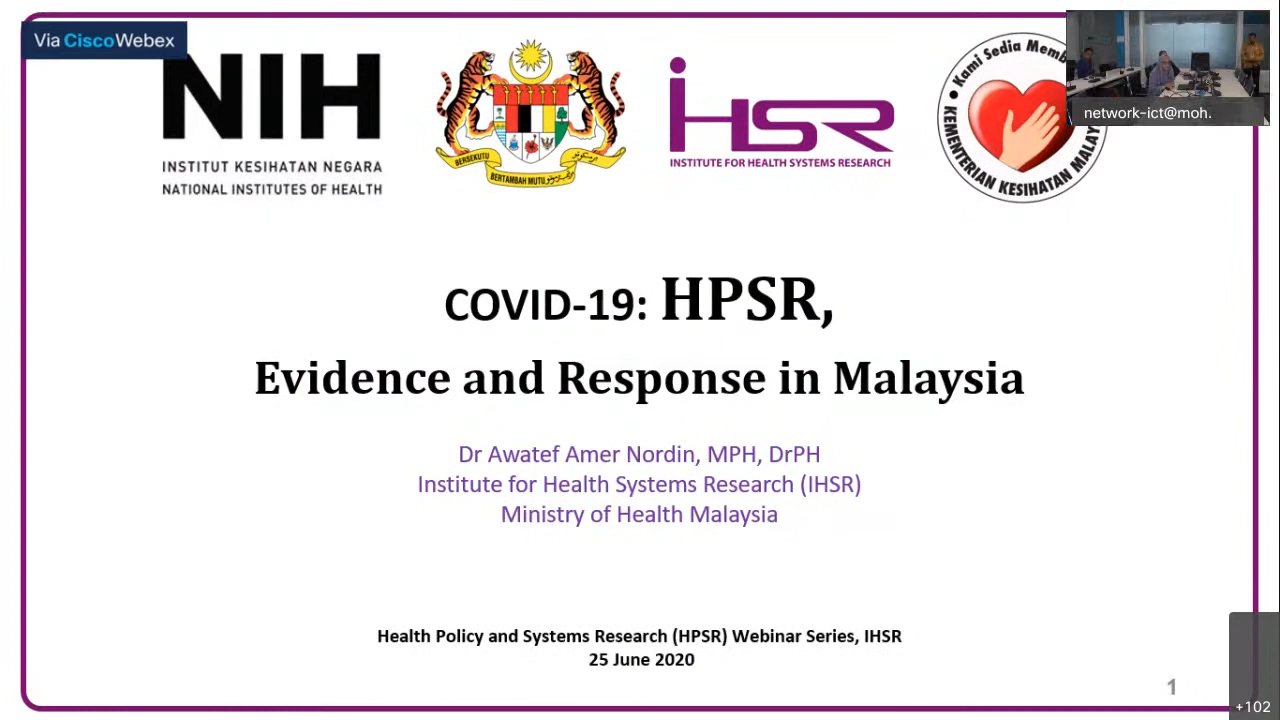 Via CiscoWebex
NIH
INSTITUT KESIHATAN NEGARA
NATIONAL INSTITUTES OF HEALTH
BERSEKUTU
BERTAMBAH MUTU
iHSR
INSTITUTE FOR HEALTH SYSTEMS RESEARCH
Kami Sedia
KEMENTERIAN KESIHATAN
network-ict@moh.
COVID-19: HPSR,
Evidence and Response in Malaysia
Dr Awatef Amer Nordin, MPH, DrPH
Institute for Health Systems Research (IHSR)
Ministry of Health Malaysia
Health Policy and Systems Research (HPSR) Webinar Series, IHSR
25 June 2020
1
+102